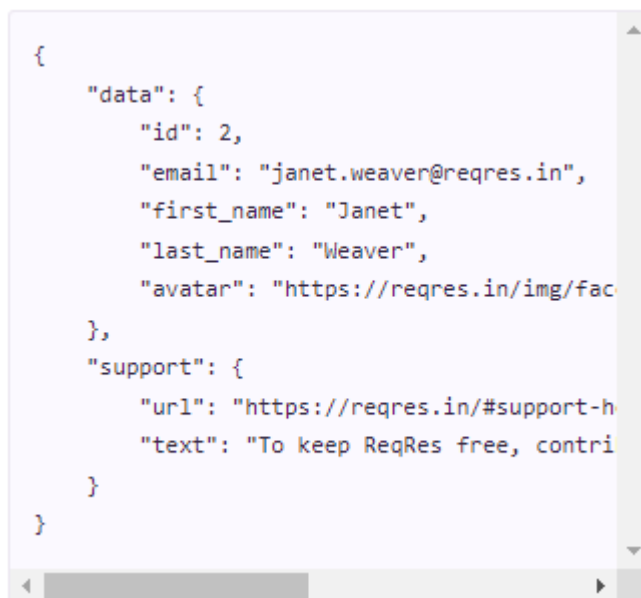 {
    "data": {
        "id": 2,
        "email": "janet.weaver@reqres.in",
        "first_name": "Janet",
        "last_name": "Weaver",
        "avatar": "https://reqres.in/img/fac
    },
    "support": {
        "url": "https://reqres.in/#support-h
        "text": "To keep ReqRes free, contri
    }
}